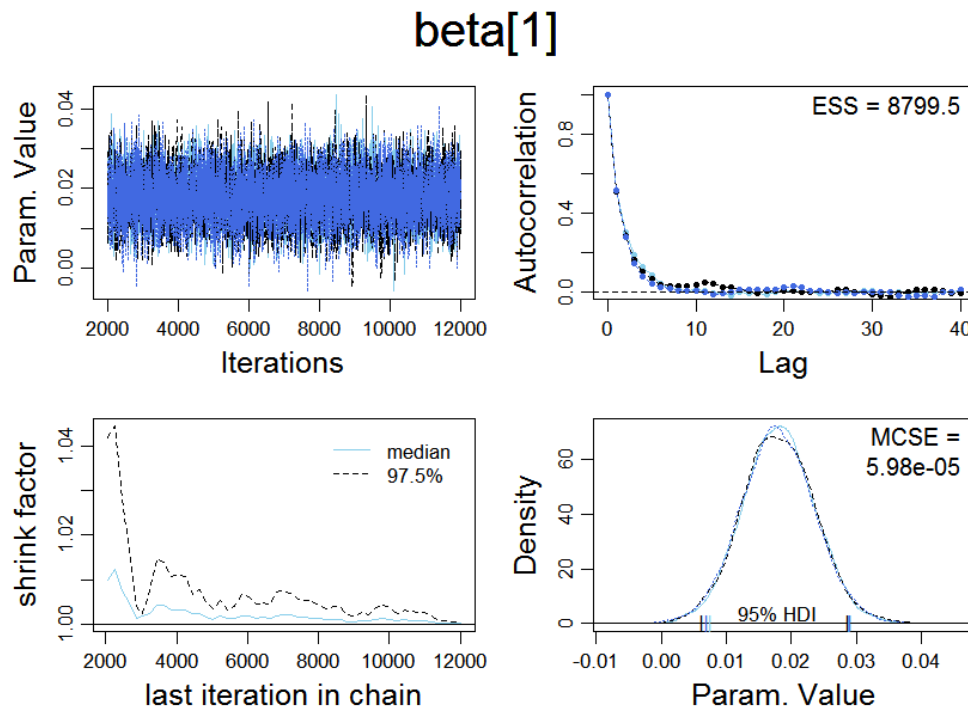 beta[1]
Param. Value
0.00 0.02 0.04
2000 4000 6000 8000 10000 12000
Iterations
ESS = 8799.5
Autocorrelation
0.0 0.4 0.8
0 10 20 30 40
Lag
median
97.5%
shrink factor
1.00 1.02 1.04
2000 4000 6000 8000 10000 12000
last iteration in chain
MCSE =
5.98e-05
Density
0 20 40 60
95% HDI
-0.01 0.00 0.01 0.02 0.03 0.04
Param. Value